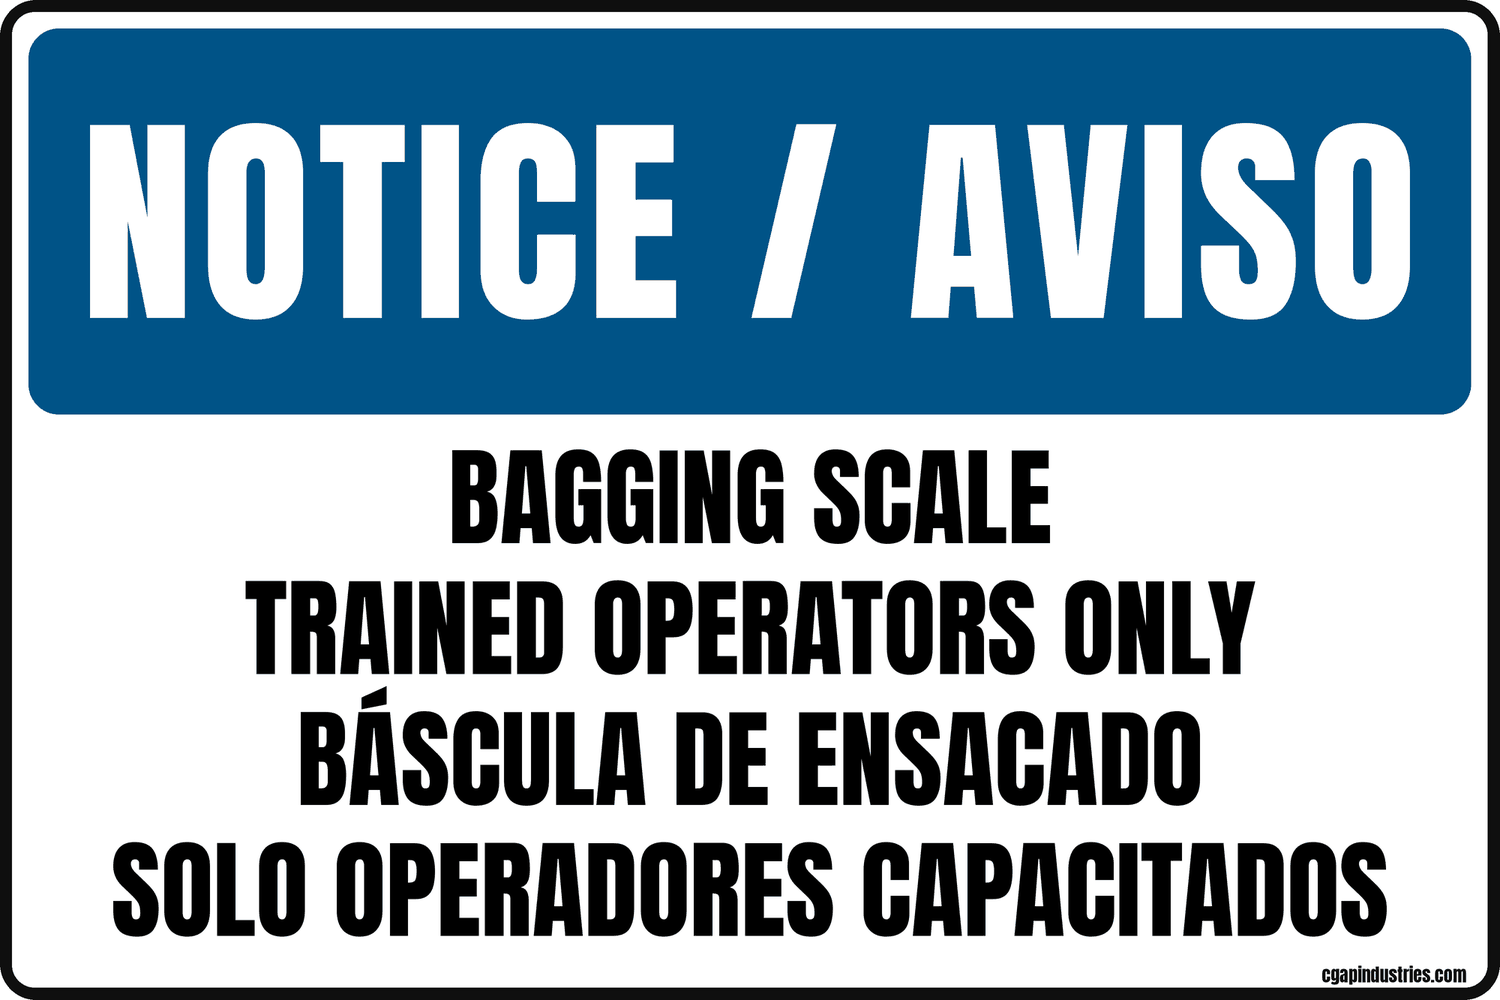 NOTICE / AVISO
BAGGING SCALE
TRAINED OPERATORS ONLY
BÁSCULA DE ENSACADO
SOLO OPERADORES CAPACITADOS
cgapindustries.com